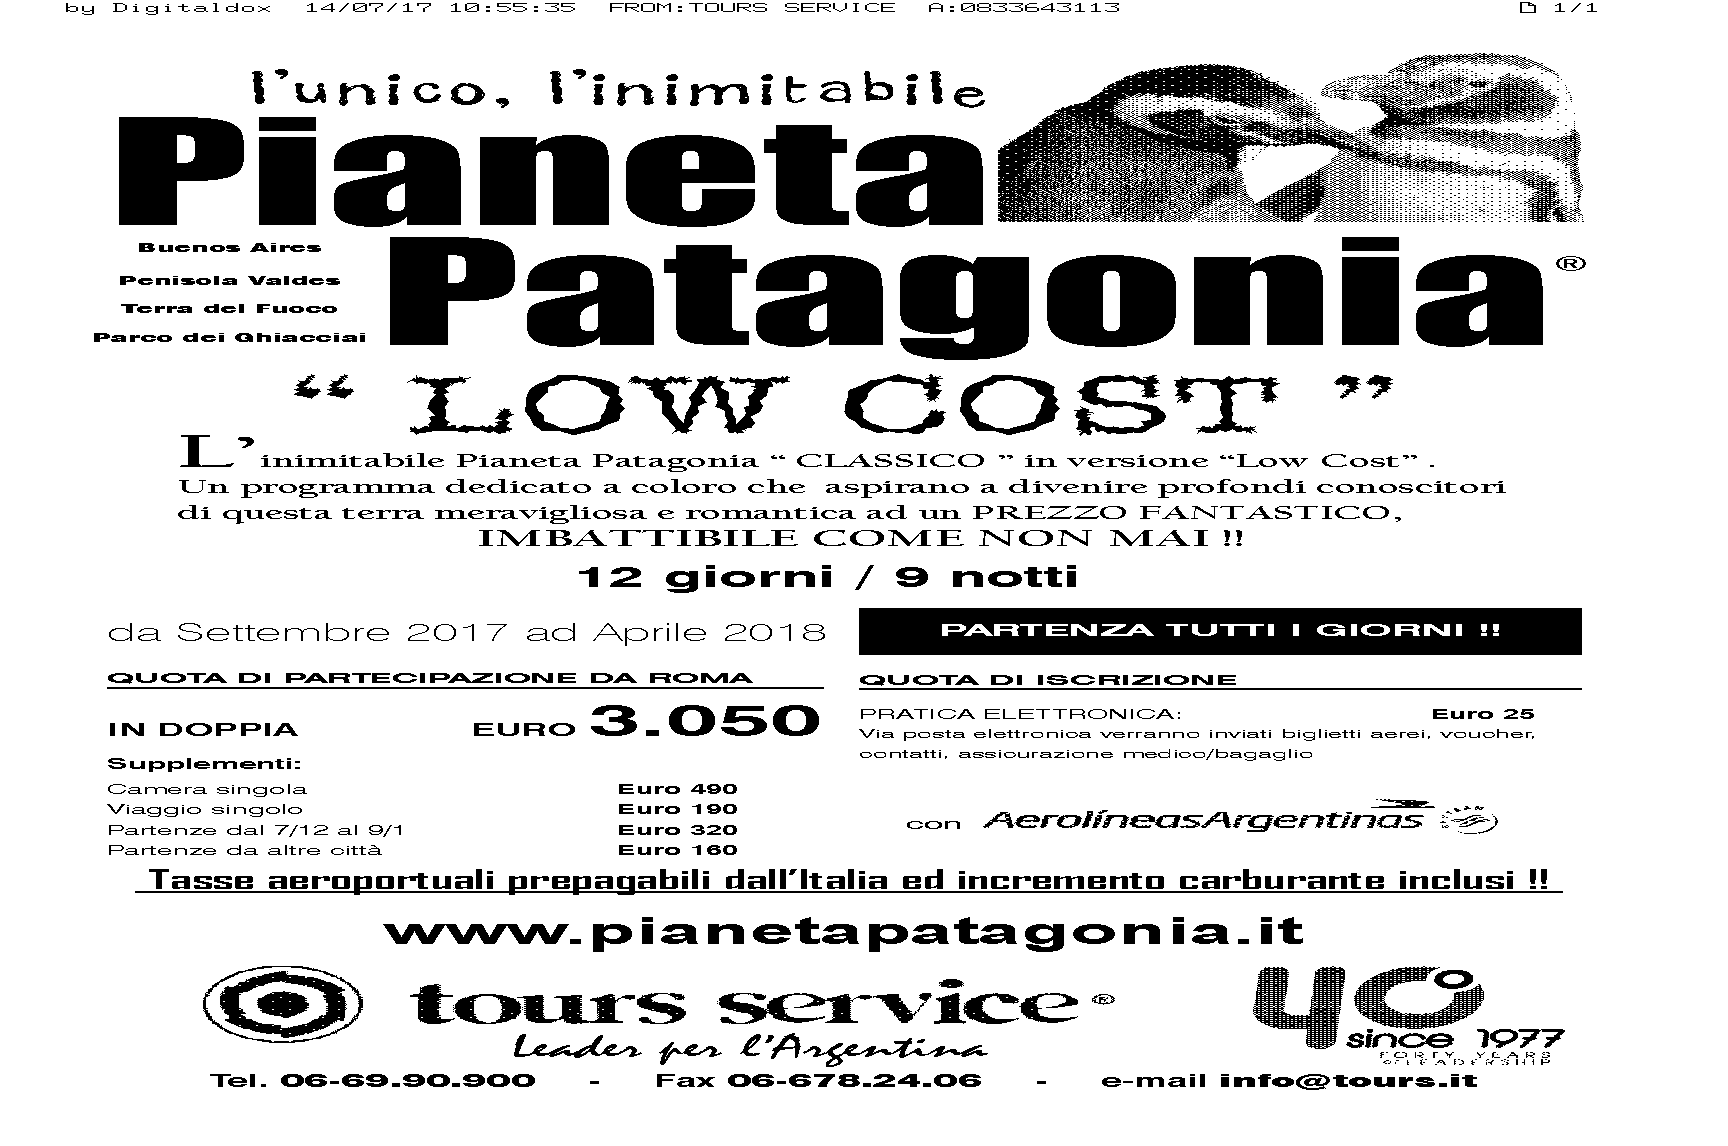 by Digitaldox 14/07/17 10:55:35 FROM:TOURS SERVICE A:0833643113 1/1
l'unico, l'inimitabile
Pianeta
Patagonia®
Buenos Aires
Penisola Valdes
Terra del Fuoco
Parco dei Ghiacciai
“ LOW COST ”
L'inimitabile Pianeta Patagonia “ CLASSICO ” in versione “Low Cost” .
Un programma dedicato a coloro che aspirano a divenire profondi conoscitori
di questa terra meravigliosa e romantica ad un PREZZO FANTASTICO,
IMBATTIBILE COME NON MAI !!
12 giorni / 9 notti
da Settembre 2017 ad Aprile 2018
PARTENZA TUTTI I GIORNI !!
QUOTA DI PARTECIPAZIONE DA ROMA
IN DOPPIA EURO 3.050
Supplementi:
Camera singola Euro 490
Viaggio singolo Euro 190
Partenze dal 7/12 al 9/1 Euro 320
Partenze da altre città Euro 160
QUOTA DI ISCRIZIONE
PRATICA ELETTRONICA: Euro 25
Via posta elettronica verranno inviati biglietti aerei, voucher,
contatti, assicurazione medico/bagaglio
con AerolíneasArgentinas
Tasse aeroportuali prepagabili dall'Italia ed incremento carburante inclusi !!
www.pianetapatagonia.it
tours service®
Leader per l'Argentina
40
since 1977
FORTY YEARS
OF LEADERSHIP
Tel. 06-69.90.900 - Fax 06-678.24.06 - e-mail info@tours.it